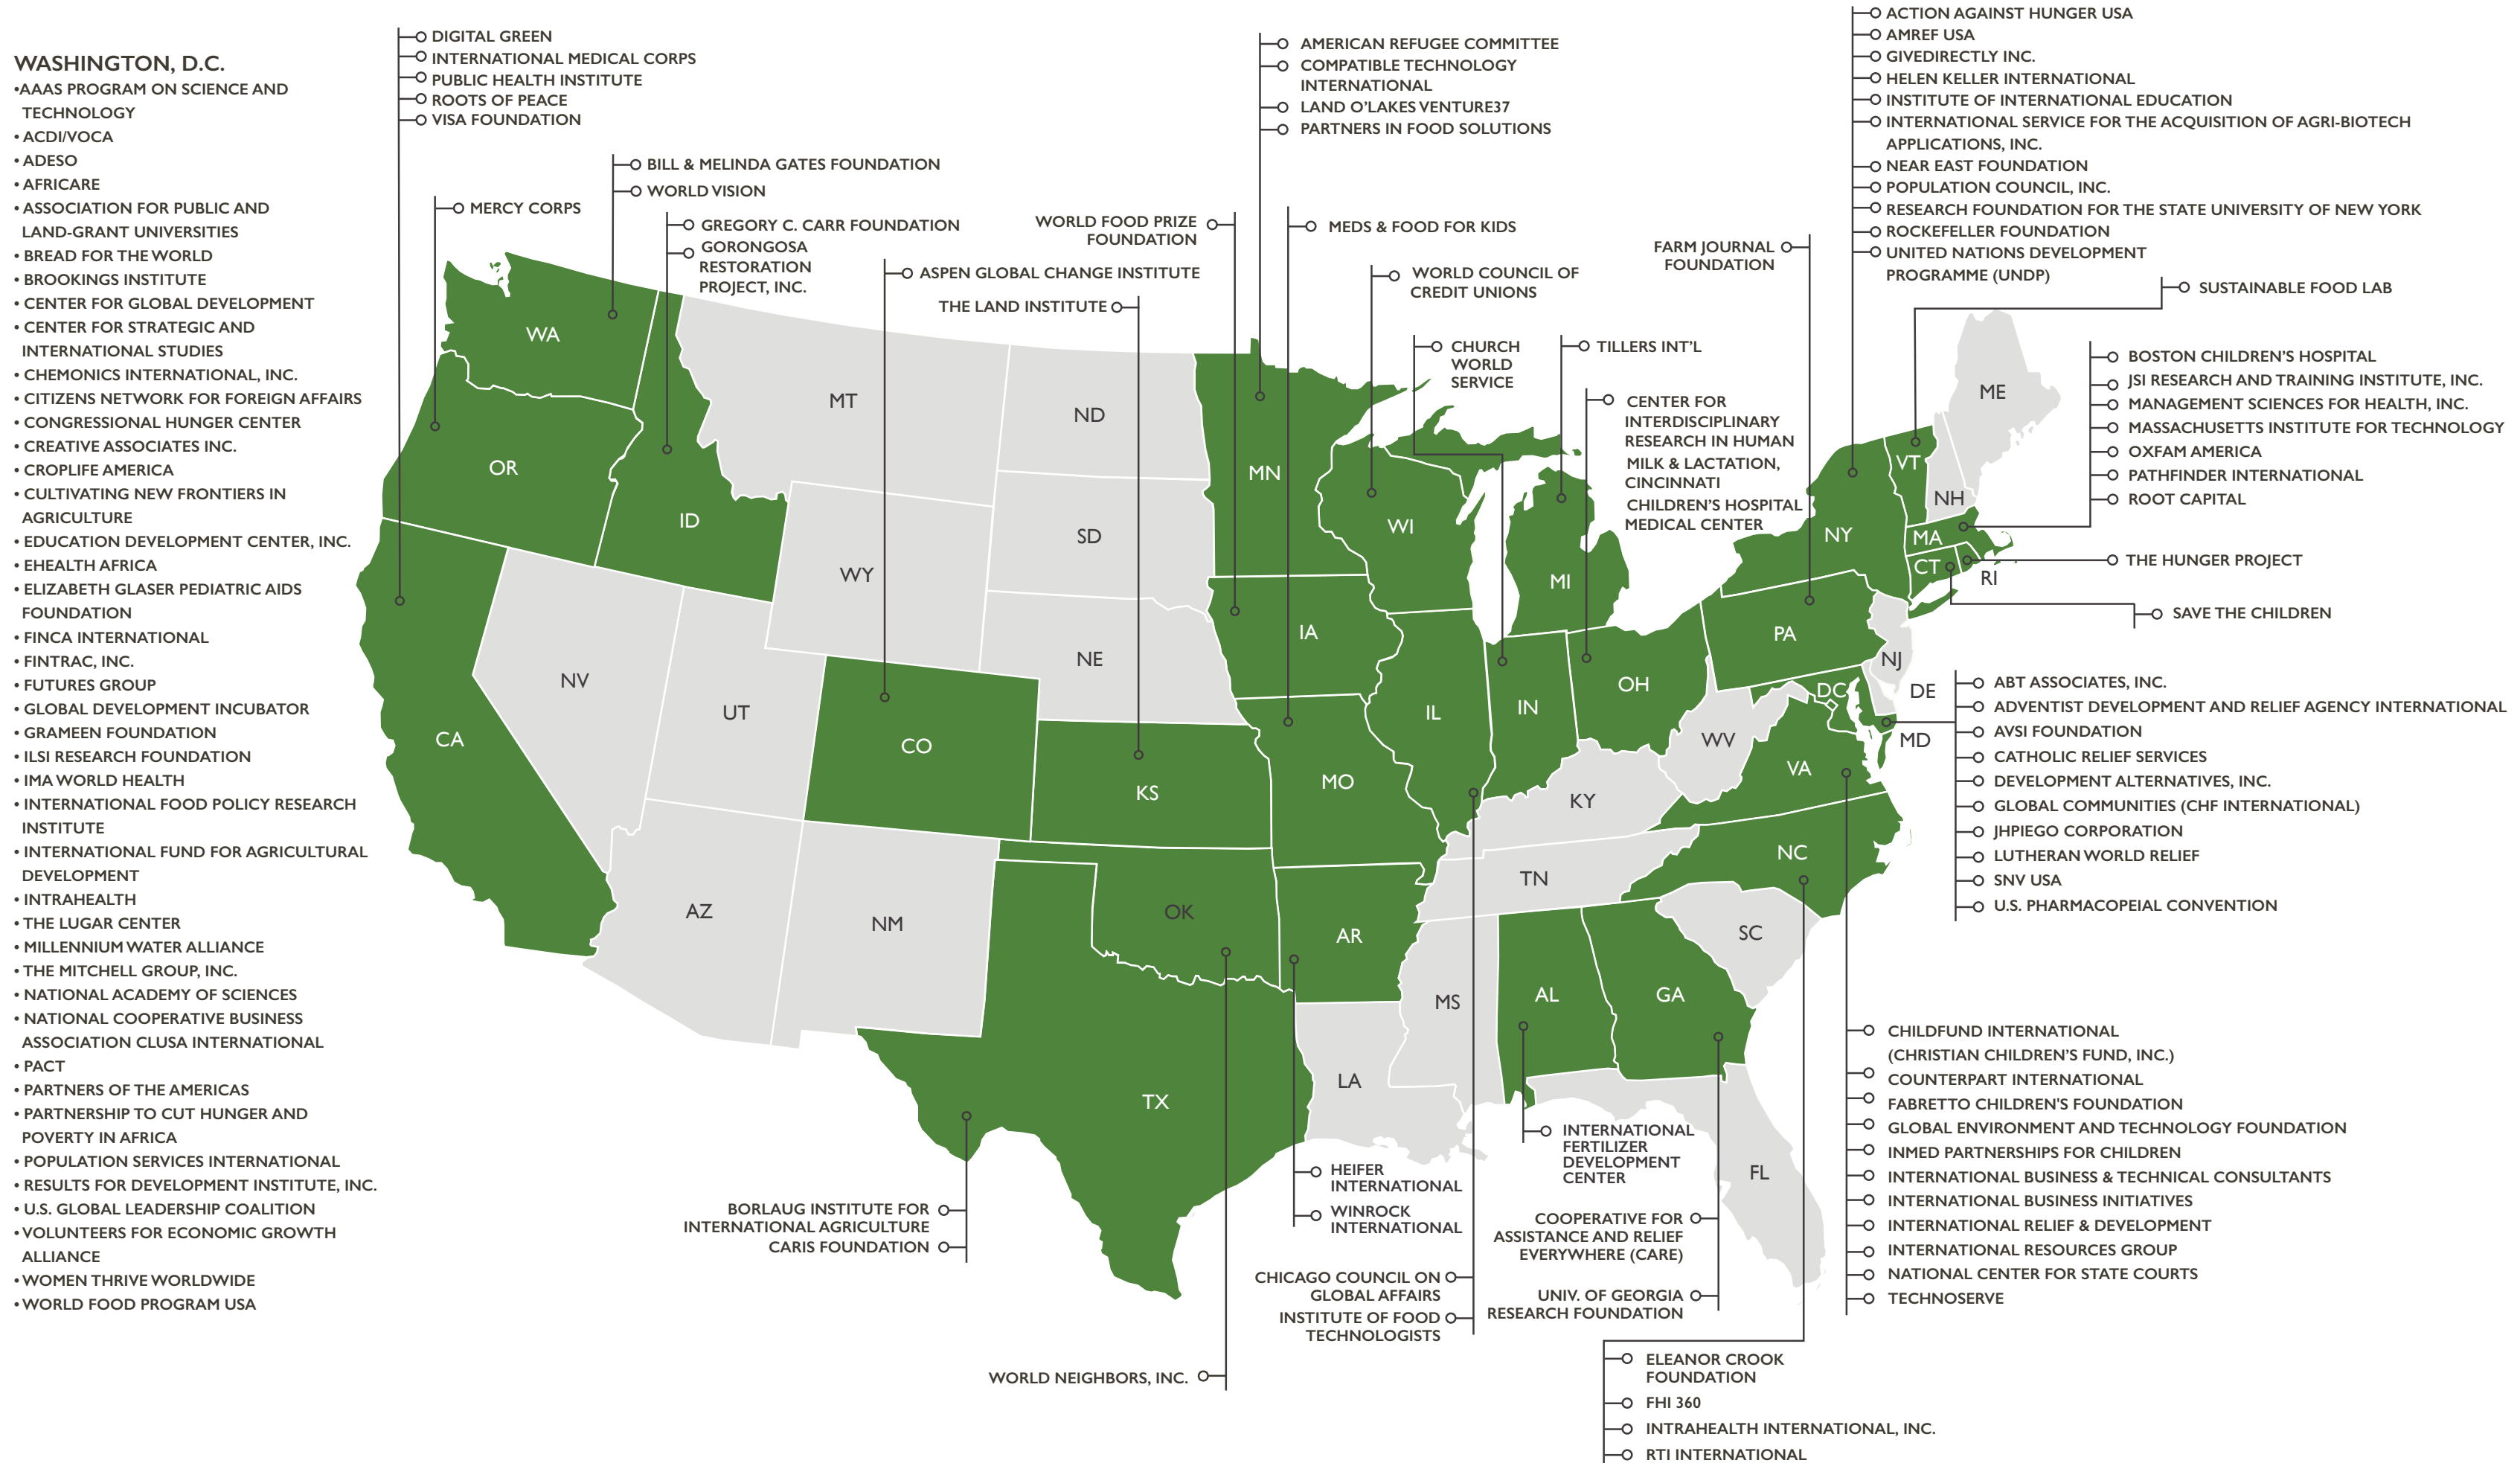 WASHINGTON, D.C.
•AAAS PROGRAM ON SCIENCE AND
TECHNOLOGY
• ACDI/VOCA
• ADESO
• AFRICARE
• ASSOCIATION FOR PUBLIC AND
LAND-GRANT UNIVERSITIES
• BREAD FOR THE WORLD
• BROOKINGS INSTITUTE
• CENTER FOR GLOBAL DEVELOPMENT
• CENTER FOR STRATEGIC AND
INTERNATIONAL STUDIES
• CHEMONICS INTERNATIONAL, INC.
• CITIZENS NETWORK FOR FOREIGN AFFAIRS
• CONGRESSIONAL HUNGER CENTER
• CREATIVE ASSOCIATES INC.
• CROPLIFE AMERICA
• CULTIVATING NEW FRONTIERS IN
AGRICULTURE
• EDUCATION DEVELOPMENT CENTER, INC.
• EHEALTH AFRICA
• ELIZABETH GLASER PEDIATRIC AIDS
FOUNDATION
• FINCA INTERNATIONAL
• FINTRAC, INC.
• FUTURES GROUP
• GLOBAL DEVELOPMENT INCUBATOR
• GRAMEEN FOUNDATION
• ILSI RESEARCH FOUNDATION
• IMA WORLD HEALTH
• INTERNATIONAL FOOD POLICY RESEARCH
INSTITUTE
• INTERNATIONAL FUND FOR AGRICULTURAL
DEVELOPMENT
• INTRAHEALTH
• THE LUGAR CENTER
• MILLENNIUM WATER ALLIANCE
• THE MITCHELL GROUP, INC.
• NATIONAL ACADEMY OF SCIENCES
• NATIONAL COOPERATIVE BUSINESS
ASSOCIATION CLUSA INTERNATIONAL
• PACT
• PARTNERS OF THE AMERICAS
• PARTNERSHIP TO CUT HUNGER AND
POVERTY IN AFRICA
• POPULATION SERVICES INTERNATIONAL
• RESULTS FOR DEVELOPMENT INSTITUTE, INC.
• U.S. GLOBAL LEADERSHIP COALITION
• VOLUNTEERS FOR ECONOMIC GROWTH
ALLIANCE
• WOMEN THRIVE WORLDWIDE
• WORLD FOOD PROGRAM USA
DIGITAL GREEN
INTERNATIONAL MEDICAL CORPS
PUBLIC HEALTH INSTITUTE
ROOTS OF PEACE
VISA FOUNDATION
MERCY CORPS
BILL & MELINDA GATES FOUNDATION
WORLD VISION
GREGORY C. CARR FOUNDATION
GORONGOSA
RESTORATION
PROJECT, INC.
ASPEN GLOBAL CHANGE INSTITUTE
THE LAND INSTITUTE
WORLD FOOD PRIZE
FOUNDATION
AMERICAN REFUGEE COMMITTEE
COMPATIBLE TECHNOLOGY
INTERNATIONAL
LAND O'LAKES VENTURE37
PARTNERS IN FOOD SOLUTIONS
MEDS & FOOD FOR KIDS
WORLD COUNCIL OF
CREDIT UNIONS
CHURCH
WORLD
SERVICE
TILLERS INT'L
CENTER FOR
INTERDISCIPLINARY
RESEARCH IN HUMAN
MILK & LACTATION,
CINCINNATI
CHILDREN'S HOSPITAL
MEDICAL CENTER
FARM JOURNAL
FOUNDATION
ACTION AGAINST HUNGER USA
AMREF USA
GIVEDIRECTLY INC.
HELEN KELLER INTERNATIONAL
INSTITUTE OF INTERNATIONAL EDUCATION
INTERNATIONAL SERVICE FOR THE ACQUISITION OF AGRI-BIOTECH
APPLICATIONS, INC.
NEAR EAST FOUNDATION
POPULATION COUNCIL, INC.
RESEARCH FOUNDATION FOR THE STATE UNIVERSITY OF NEW YORK
ROCKEFELLER FOUNDATION
UNITED NATIONS DEVELOPMENT
PROGRAMME (UNDP)
SUSTAINABLE FOOD LAB
BOSTON CHILDREN'S HOSPITAL
JSI RESEARCH AND TRAINING INSTITUTE, INC.
MANAGEMENT SCIENCES FOR HEALTH, INC.
MASSACHUSETTS INSTITUTE FOR TECHNOLOGY
OXFAM AMERICA
PATHFINDER INTERNATIONAL
ROOT CAPITAL
THE HUNGER PROJECT
SAVE THE CHILDREN
ABT ASSOCIATES, INC.
ADVENTIST DEVELOPMENT AND RELIEF AGENCY INTERNATIONAL
AVSI FOUNDATION
CATHOLIC RELIEF SERVICES
DEVELOPMENT ALTERNATIVES, INC.
GLOBAL COMMUNITIES (CHF INTERNATIONAL)
JHPIEGO CORPORATION
LUTHERAN WORLD RELIEF
SNV USA
U.S. PHARMACOPEIAL CONVENTION
CHILDFUND INTERNATIONAL
(CHRISTIAN CHILDREN'S FUND, INC.)
COUNTERPART INTERNATIONAL
FABRETTO CHILDREN'S FOUNDATION
GLOBAL ENVIRONMENT AND TECHNOLOGY FOUNDATION
INMED PARTNERSHIPS FOR CHILDREN
INTERNATIONAL BUSINESS & TECHNICAL CONSULTANTS
INTERNATIONAL BUSINESS INITIATIVES
INTERNATIONAL RELIEF & DEVELOPMENT
INTERNATIONAL RESOURCES GROUP
NATIONAL CENTER FOR STATE COURTS
TECHNOSERVE
ELEANOR CROOK
FOUNDATION
FHI 360
INTRAHEALTH INTERNATIONAL, INC.
RTI INTERNATIONAL
INTERNATIONAL
FERTILIZER
DEVELOPMENT
CENTER
COOPERATIVE FOR
ASSISTANCE AND RELIEF
EVERYWHERE (CARE)
UNIV. OF GEORGIA
RESEARCH FOUNDATION
HEIFER
INTERNATIONAL
WINROCK
INTERNATIONAL
CHICAGO COUNCIL ON
GLOBAL AFFAIRS
INSTITUTE OF FOOD
TECHNOLOGISTS
BORLAUG INSTITUTE FOR
INTERNATIONAL AGRICULTURE
CARIS FOUNDATION
WORLD NEIGHBORS, INC.
WA
OR
ID
MT
ND
SD
WY
NE
NV
UT
CA
CO
KS
AZ
NM
OK
TX
MN
IA
MO
AR
LA
WI
IL
MI
IN
OH
KY
TN
MS
AL
GA
FL
SC
NC
VA
WV
PA
NY
VT
NH
ME
MA
CT
RI
NJ
DE
DC
MD